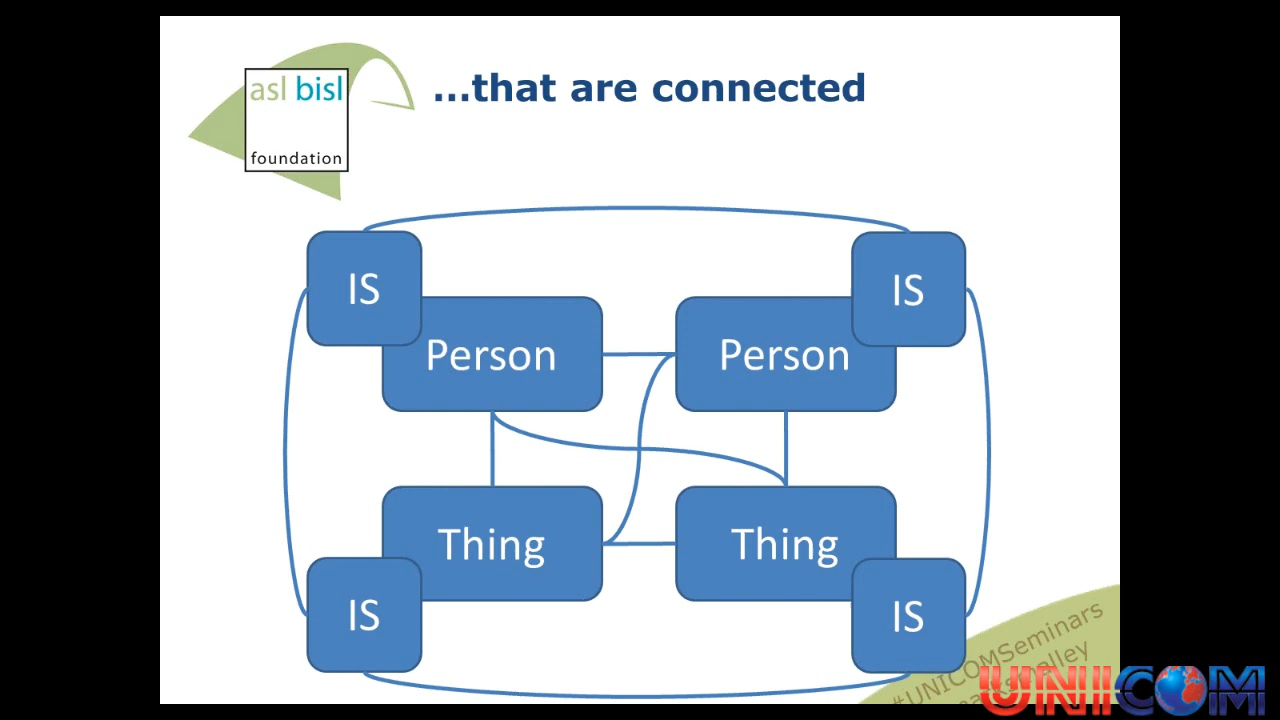 asl bisl
foundation
...that are connected
IS
IS
Person
Person
Thing
Thing
IS
IS
#UNICOMSeminars
UNICOM